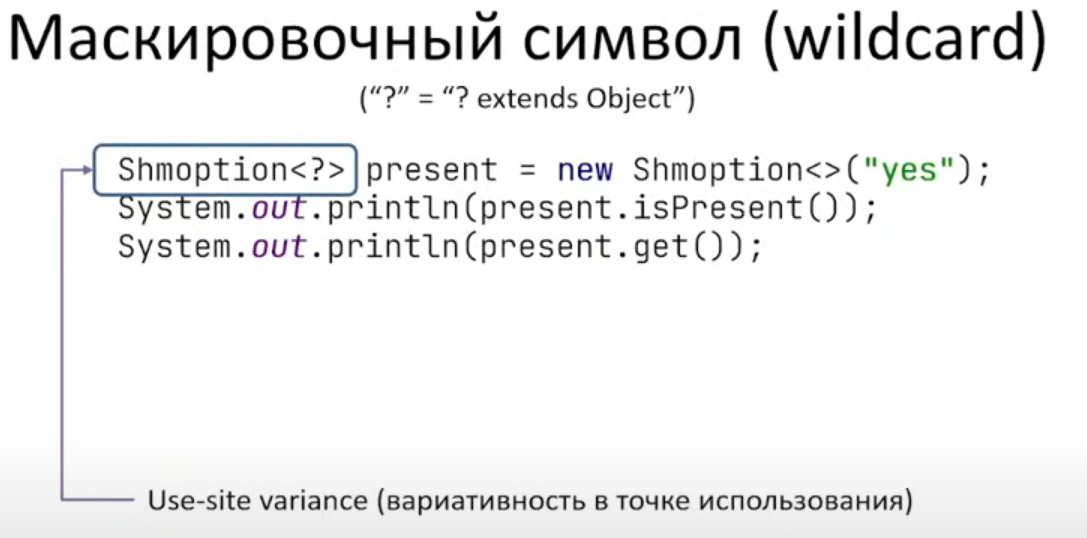 Маскировочный символ (wildcard)
(“?” = “? extends Object”)
Shmoption<?> present = new Shmoption<>("yes");
System.out.println(present.isPresent());
System.out.println(present.get());
Use-site variance (вариативность в точке использования)